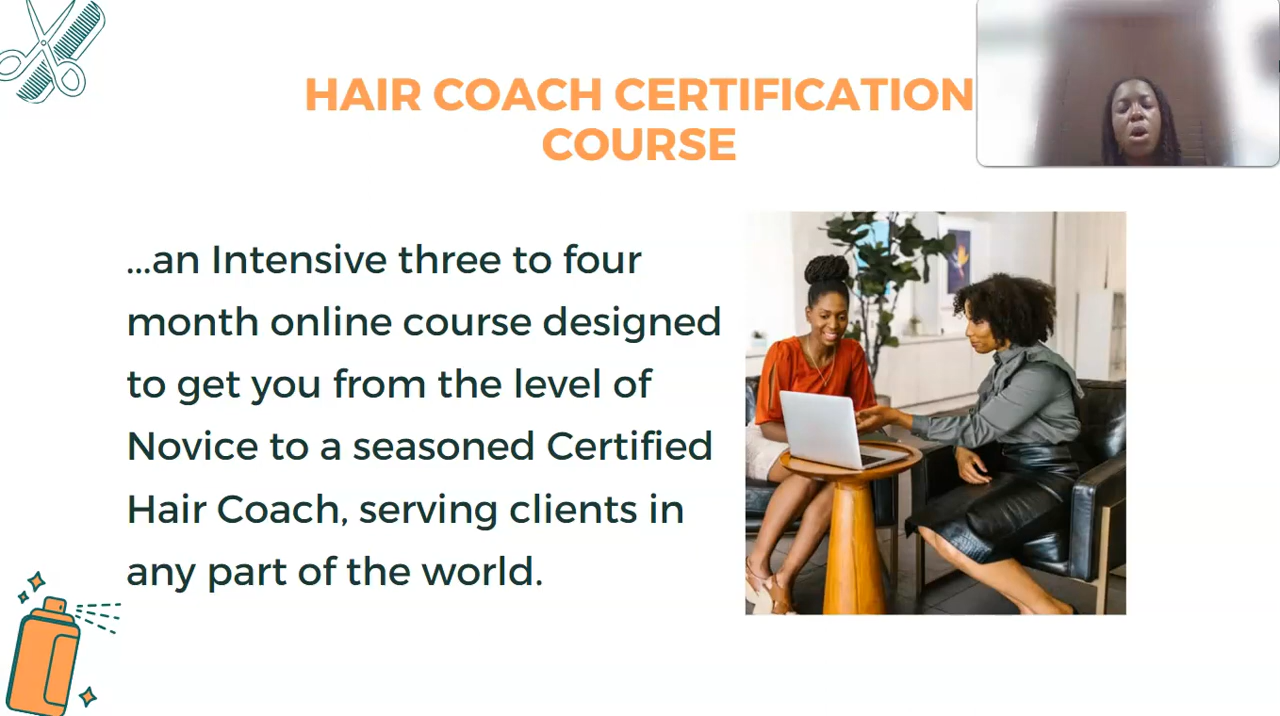 HAIR COACH CERTIFICATION
COURSE
...an Intensive three to four
month online course designed
to get you from the level of
Novice to a seasoned Certified
Hair Coach, serving clients in
any part of the world.